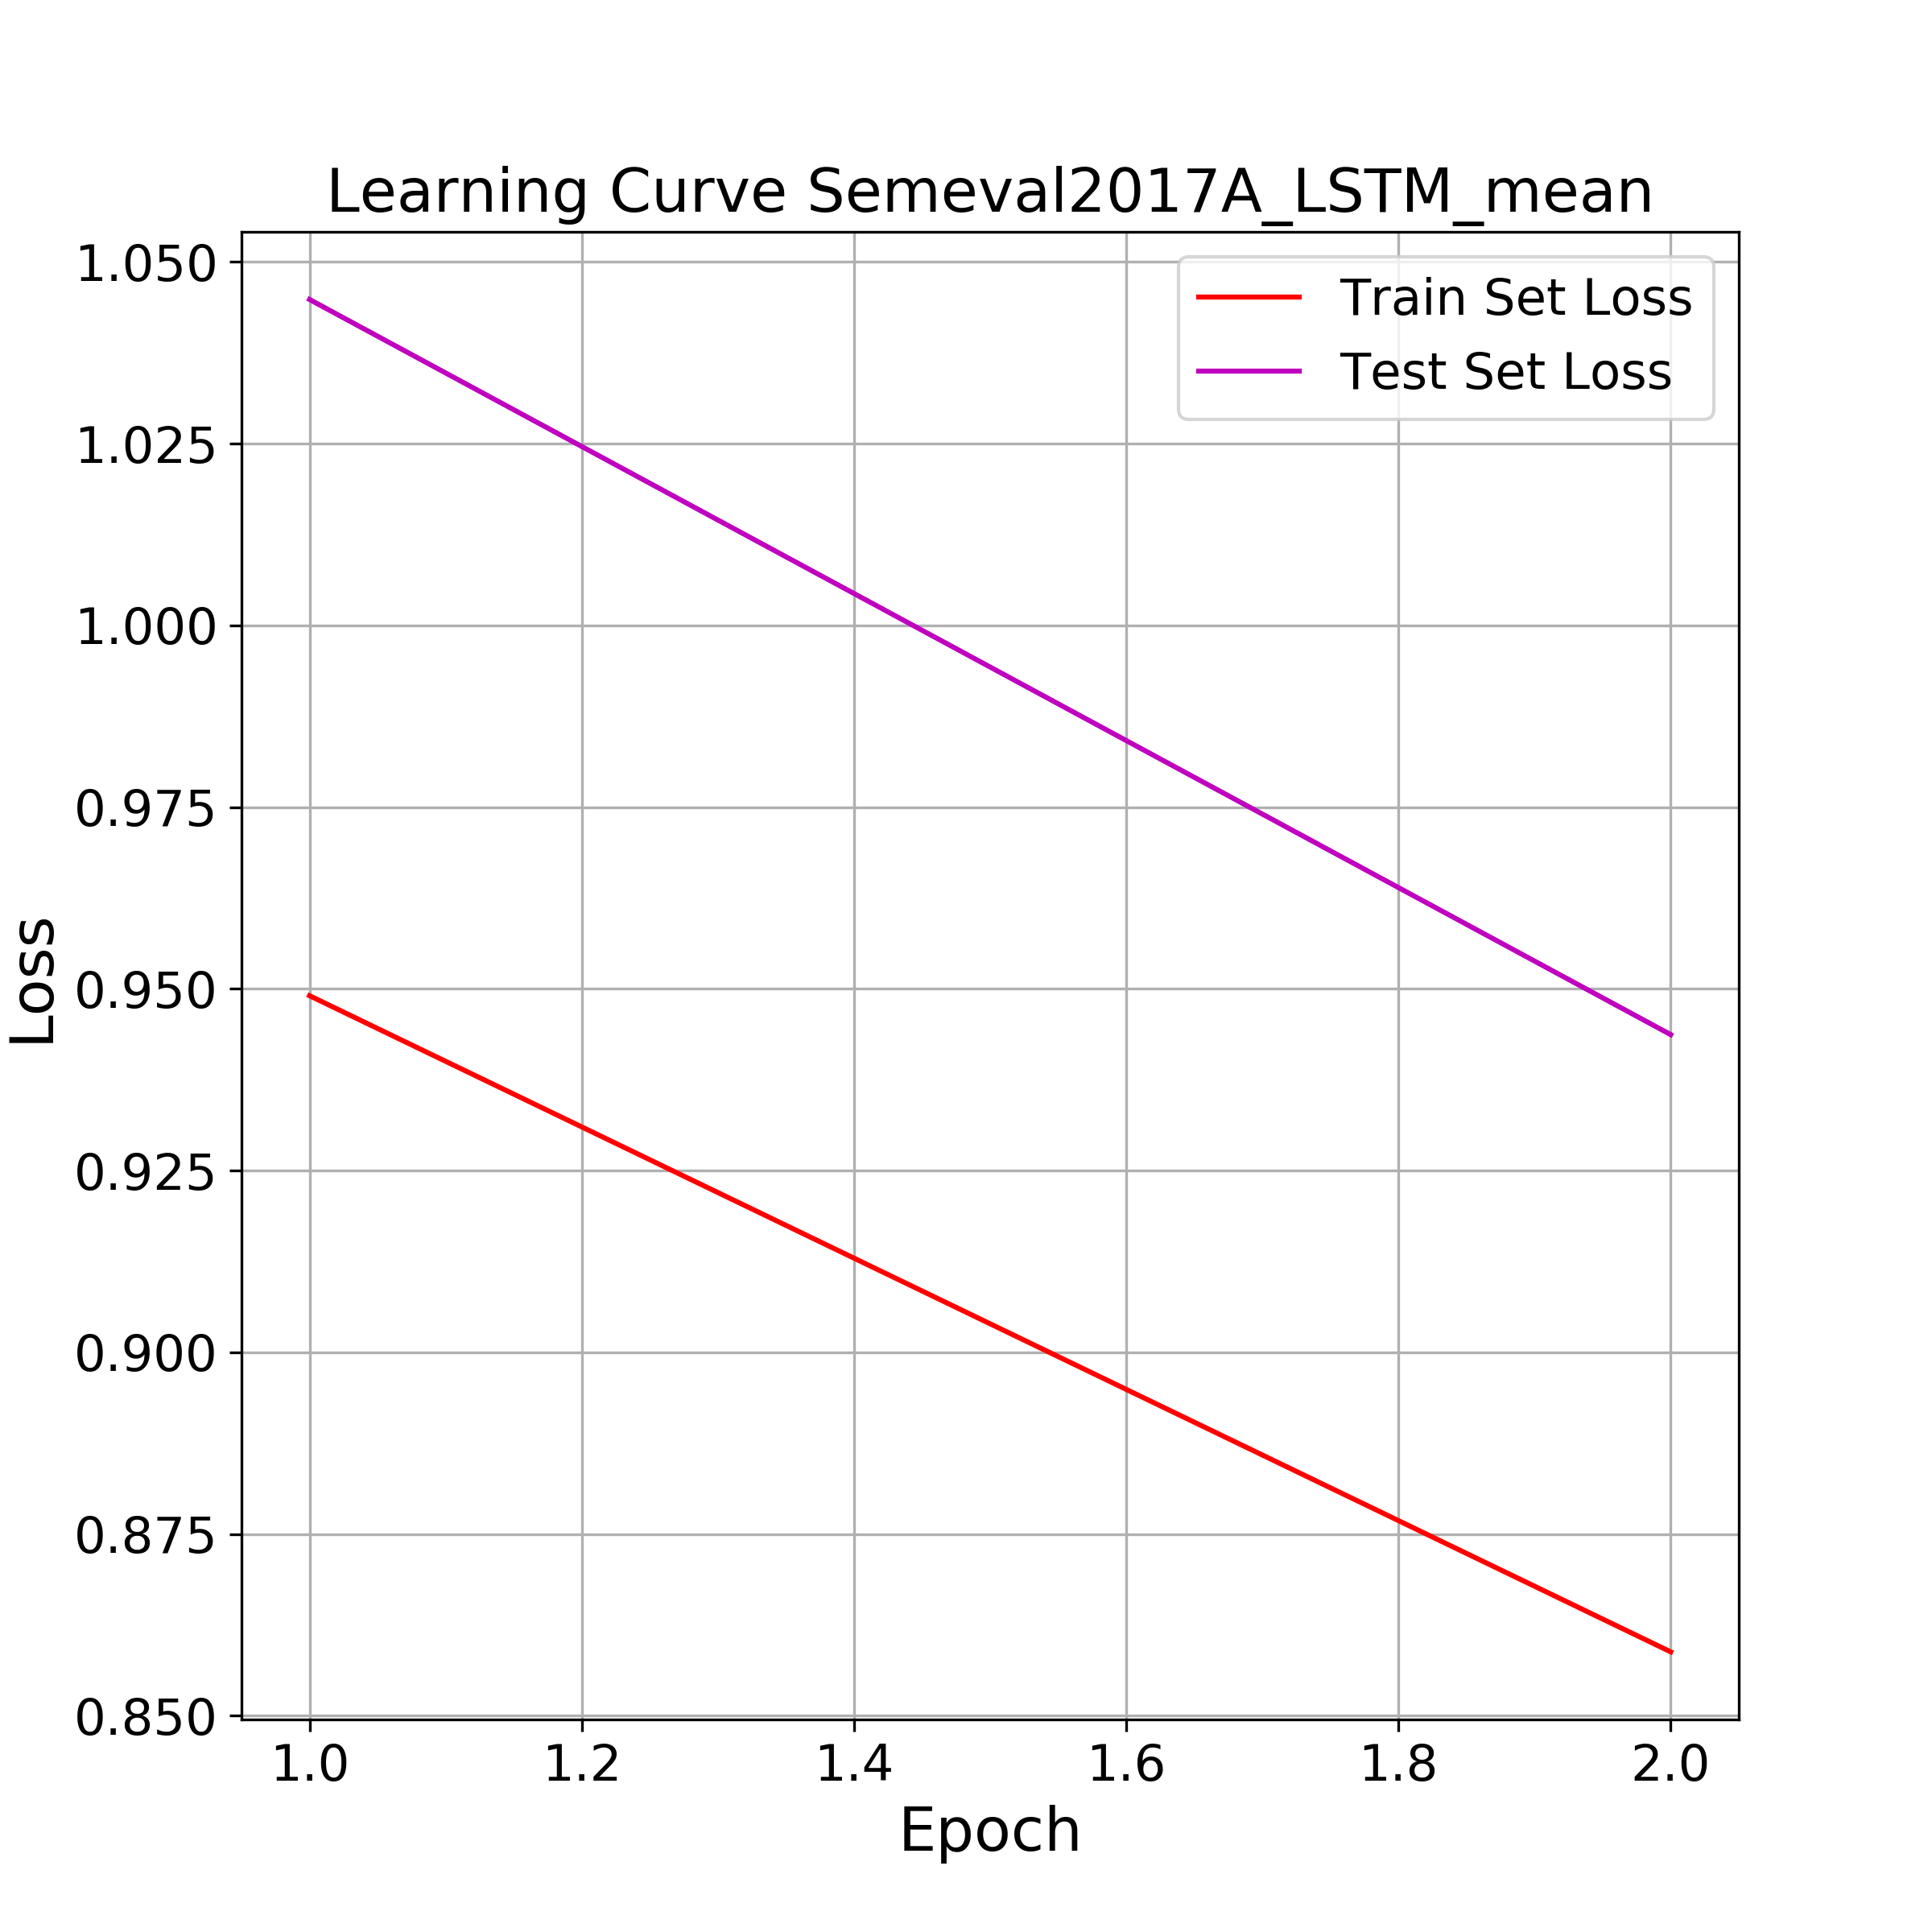 Learning Curve Semeval2017A_LSTM_mean
Train Set Loss
Test Set Loss
1.050
1.025
1.000
0.975
0.950
0.925
0.900
0.875
0.850
Loss
1.0 1.2 1.4 1.6 1.8 2.0
Epoch